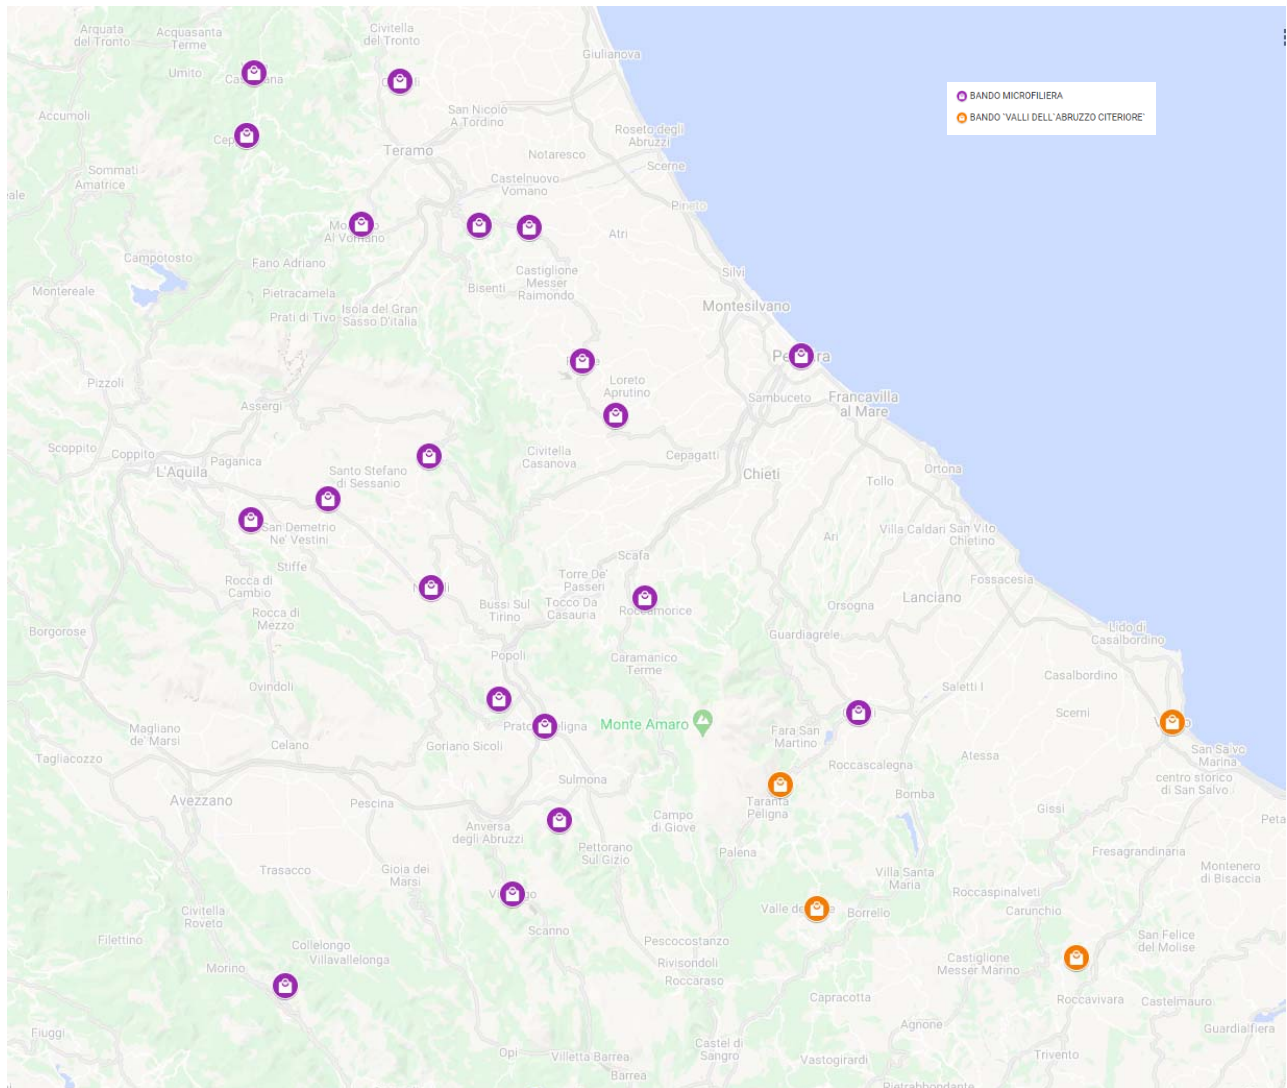 Arquata
del Tronto
Acquasanta
Terme
Civitella
del Tronto
Giulianova
Umito
San Nicolò
A Tordino
BANDO MICROFILIERA
BANDO 'VALLI DELL'ABRUZZO CITERIORE'
Accumoli
Teramo
Roseto degli
Abruzzi
Notaresco
Scerne
Sommati
Amatrice
Castelnuovo
Vomano
Pineto
Al Vomano
Atri
Campotosto
Fano Adriano
Castiglione
Messer
Raimondo
Silvi
Montereale
Pietracamela
Bisenti
Prati di Tivo
Isola del Gran
Sasso D'italia
Montesilvano
Pizzoli
Loreto
Aprutino
Sambuceto
Francavilla
al Mare
Assergi
Scoppito
Coppito
L'Aquila
Paganica
Santo Stefano
di Sessanio
Civitella
Casanova
Cepagatti
Chieti
Ortona
Tollo
San Demetrio
Ne' Vestini
Villa Caldari
San Vito
Chietino
Ari
Stiffe
Scafa
Rocca di
Cambio
Torre De'
Passeri
Fossacesia
Bussi Sul
Tirino
Tocco Da
Casauria
Roccamorice
Orsogna
Lanciano
Rocca di
Mezzo
Borgorose
Guardiagrele
Lido di
Casalbordino
Popoli
Caramanico
Terme
Ovindoli
Saletti I
Casalbordino
Magliano
de' Marsi
Celano
Goriano Sicoli
Monte Amaro
Fara San
Martino
Scerni
Tagliacozzo
Roccascalegna
Atessa
San Salvo
Marina
centro storico
di San Salvo
Sulmona
Avezzano
Pescina
Taranta
Peligna
Bomba
Gissi
Anversa
degli Abruzzi
Campo
di Giove
Pettorano
Sul Gizio
Palena
Fresagrandinaria
Trasacco
Gioia dei
Marsi
Villa Santa
Maria
Montenero
di Bisaccia
Roccaspinalveti
Civitella
Roveto
Borrello
Carunchio
Scanno
Filettino
Collelongo
Villavallelonga
Pescocostanzo
San Felice
del Molise
Morino
Rivisondoli
Castiglione
Messer Marino
Roccaraso
Capracotta
Roccavivara
Castelmauro
Fiuggi
Agnone
Guardialfiera
Opi
Villetta Barrea
Castel di
Sangro
Vastogirardi
Trivento
Barrea
Pietrabbondante